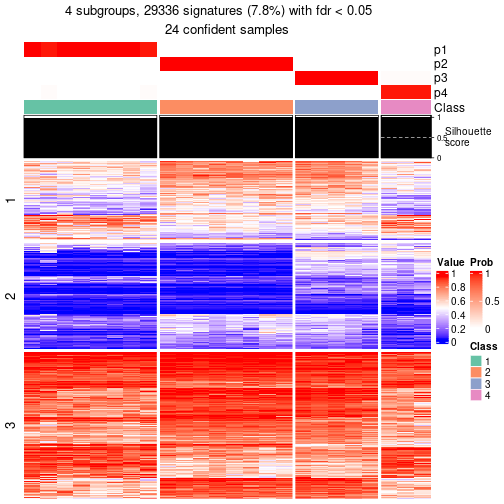 4 subgroups, 29336 signatures (7.8%) with fdr < 0.05
24 confident samples
p1
p2
p3
p4
Class
1
0.5
0
Silhouette
score
1
2
3
Value
1
0.8
0.6
0.4
0.2
0
Prob
1
0.5
0
Class
1
2
3
4